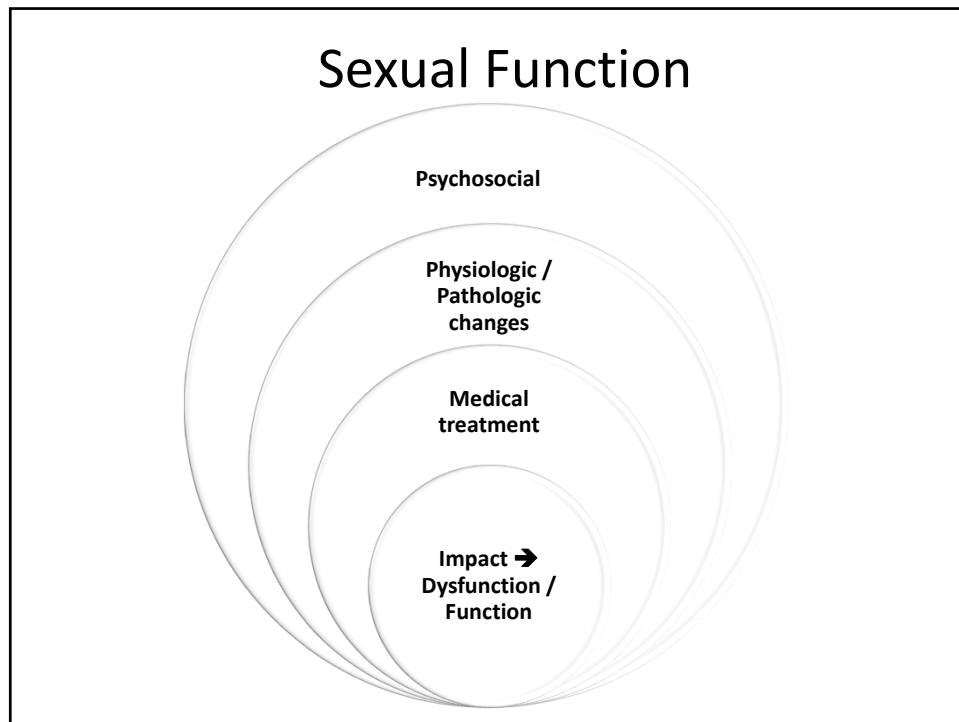 Sexual Function
Psychosocial
Physiologic /
Pathologic
changes
Medical
treatment
Impact ➔
Dysfunction /
Function